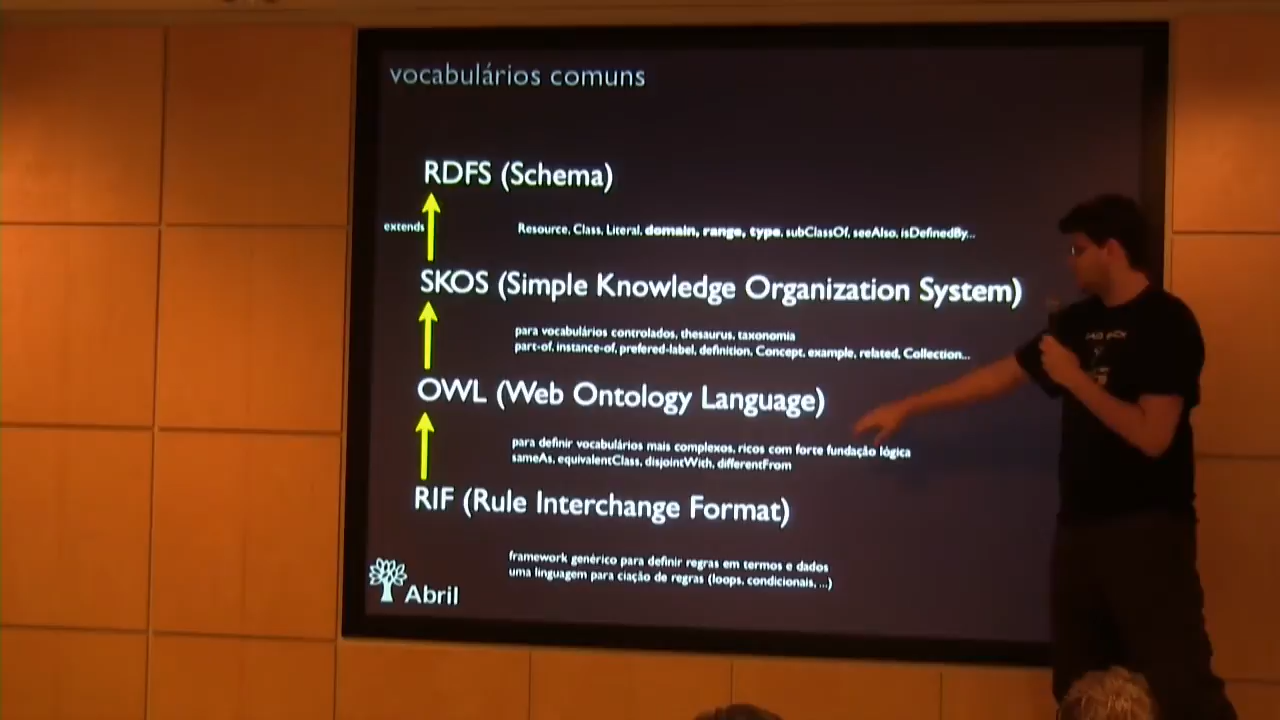 vocabulários comuns
RDFS (Schema)
extends
Resource, Class, Literal, domain, range, type, subClassOf, seeAlso, isDefinedBy...
SKOS (Simple Knowledge Organization System)
para vocabulários controlados, thesaurus, taxonomia
part-of, instance-of, prefered-label, definition, Concept, example, related, Collection...
OWL (Web Ontology Language)
para definir vocabulários mais complexos, ricos com forte fundação lógica
sameAs, equivalentClass, disjointWith, differentFrom
RIF (Rule Interchange Format)
framework genérico para definir regras em termos e dados
uma linguagem para ciação de regras (loops, condicionais, ...)
Abril